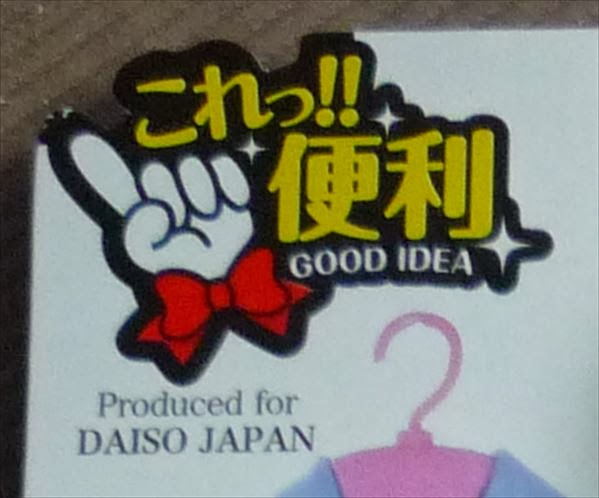 これっ!!
便利
GOOD IDEA
Produced for
DAISO JAPAN